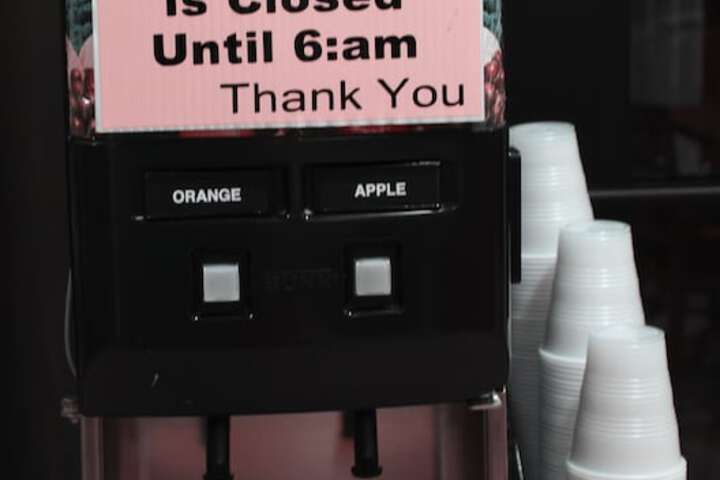 is Closed
Until 6:am
Thank You
ORANGE
APPLE